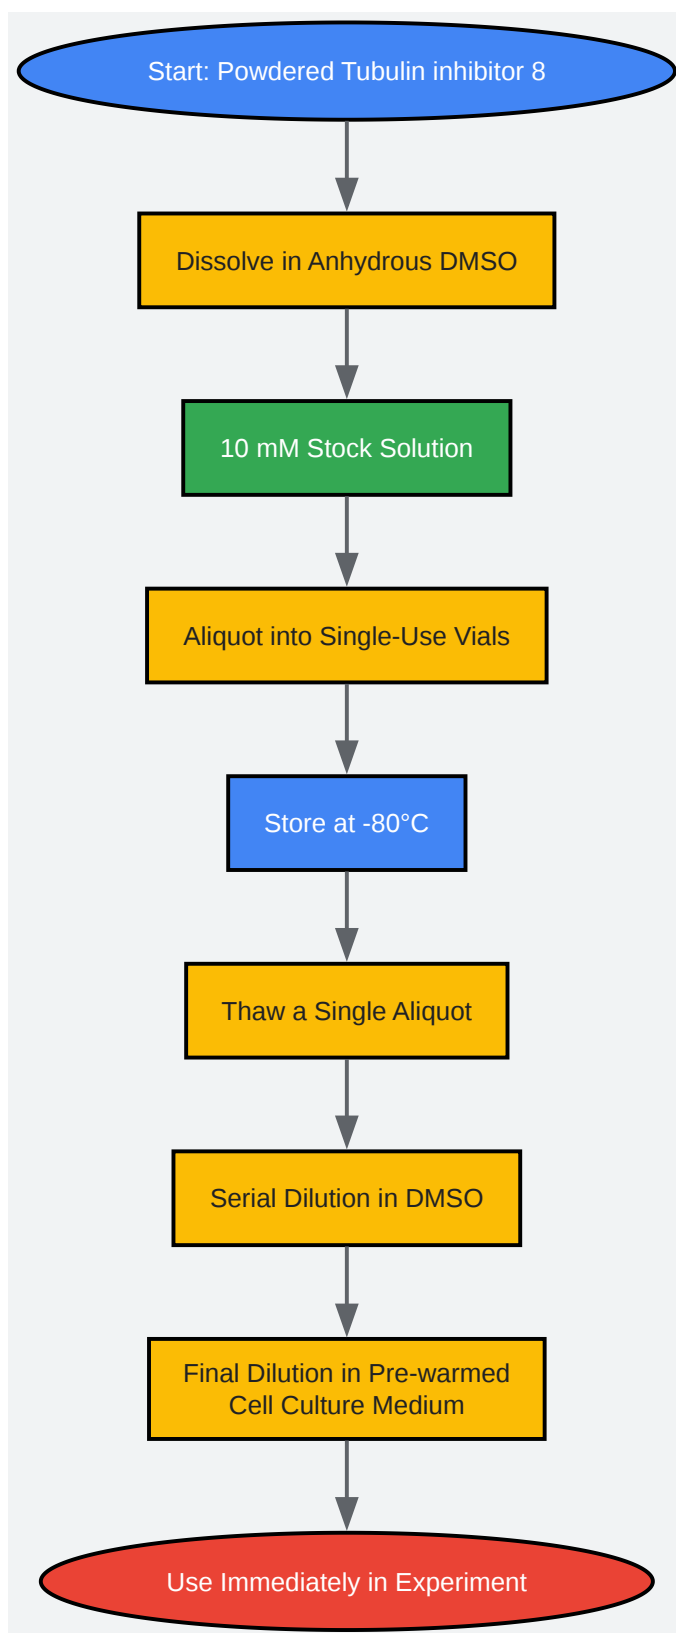 Start: Powdered Tubulin inhibitor 8
Dissolve in Anhydrous DMSO
10 mM Stock Solution
Aliquot into Single-Use Vials
Store at -80°C
Thaw a Single Aliquot
Serial Dilution in DMSO
Final Dilution in Pre-warmed
Cell Culture Medium
Use Immediately in Experiment